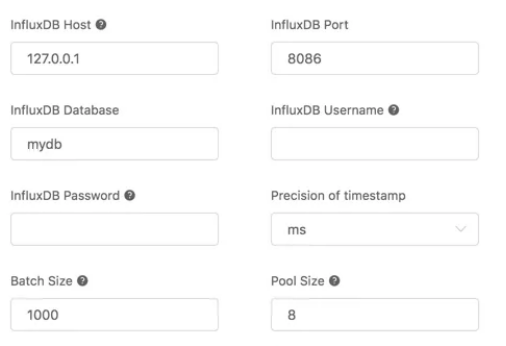 InfluxDB Host ?
InfluxDB Port
127.0.0.1
8086
InfluxDB Database
InfluxDB Username ?
mydb
InfluxDB Password ?
Precision of timestamp
ms
Batch Size ?
Pool Size ?
1000
8